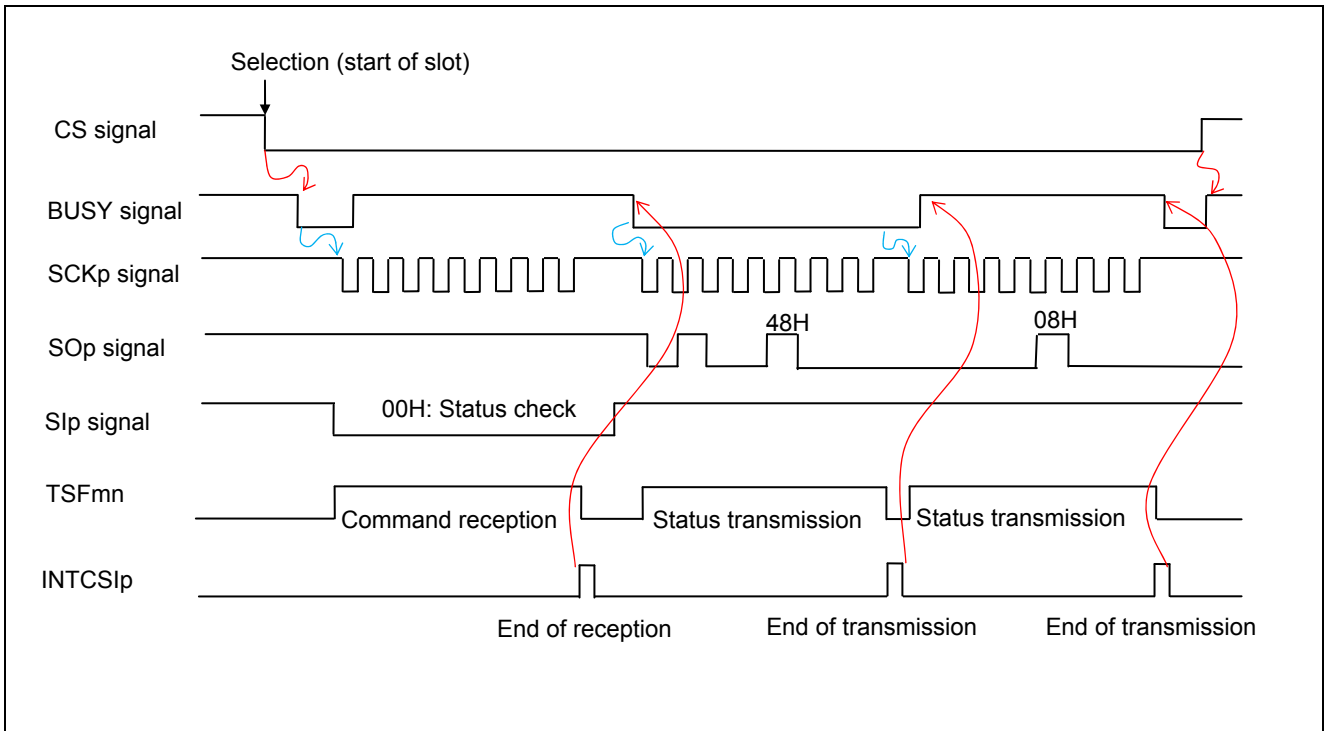 Selection (start of slot)
CS signal
BUSY signal
SCKp signal
48H
08H
SOp signal
00H: Status check
SIp signal
TSFmn
Command reception
Status transmission
Status transmission
INTCSIp
End of reception
End of transmission
End of transmission